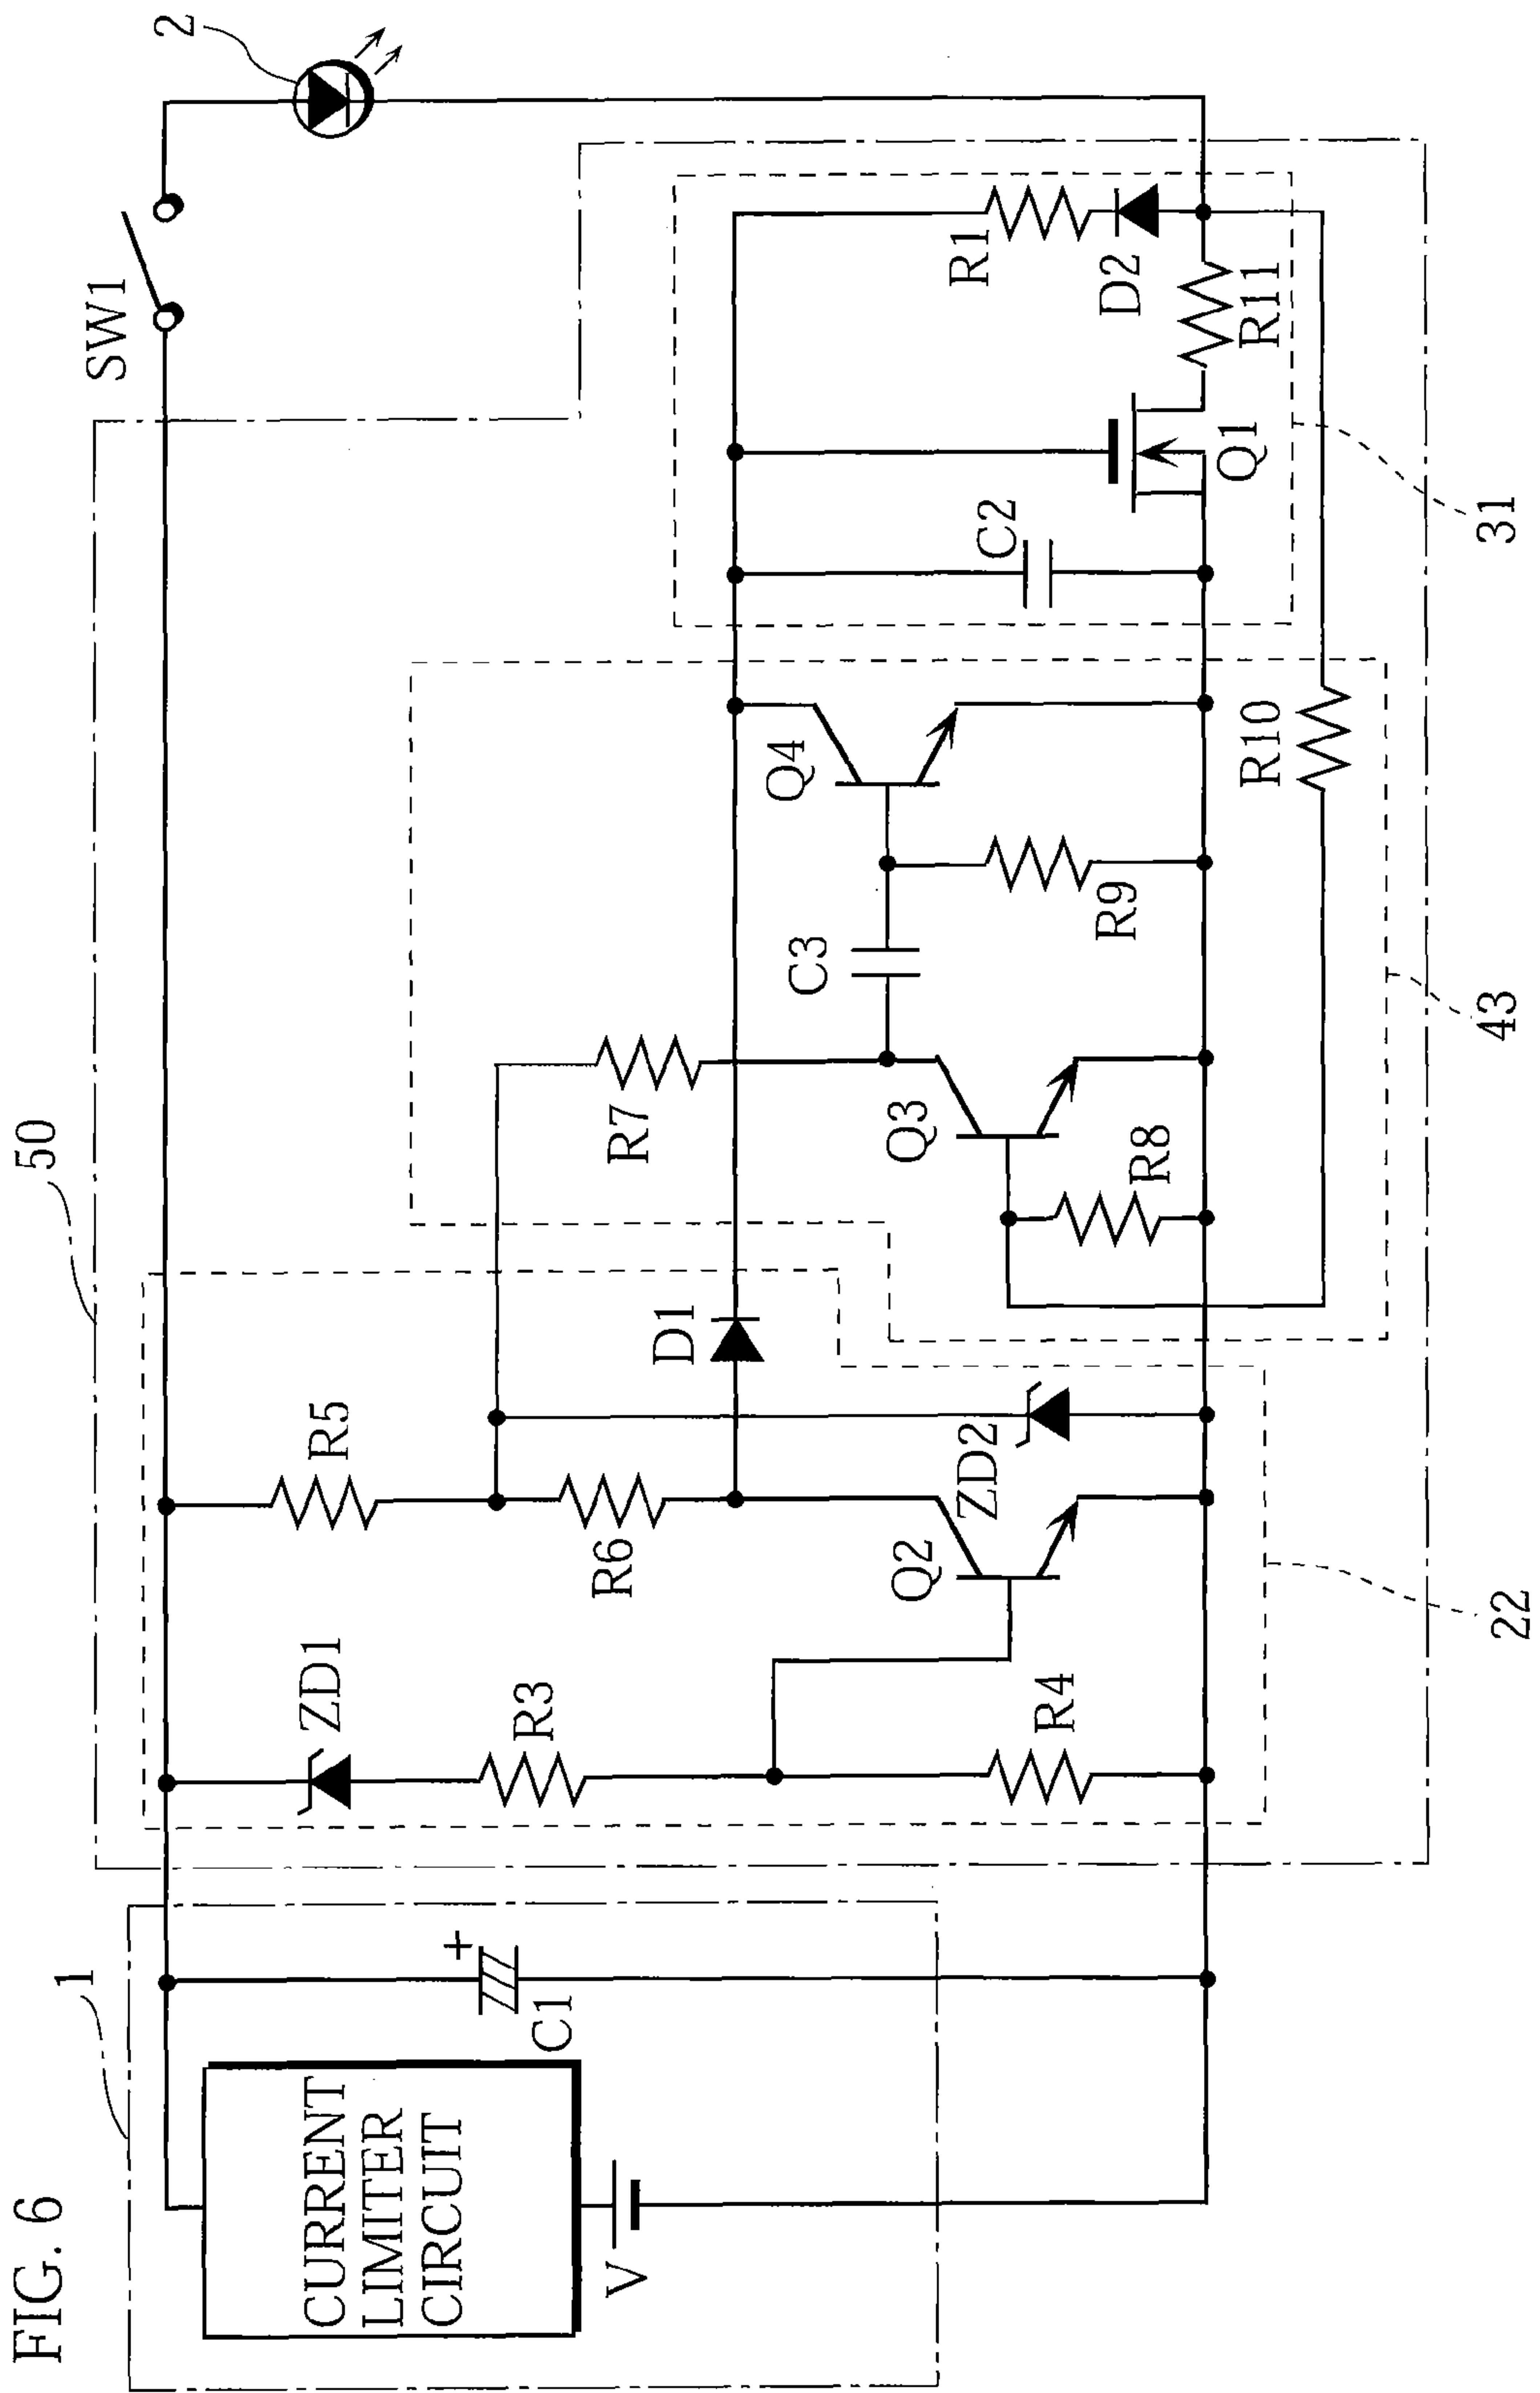 FIG. 6
1
50
2
SW1
CURRENT
LIMITER
CIRCUIT
V
C1
+
ZD1
R3
R4
R5
R6
Q2
ZD2
D1
R7
Q3
R8
C3
Q4
R9
R10
C2
Q1
R1
D2
R11
22
43
31